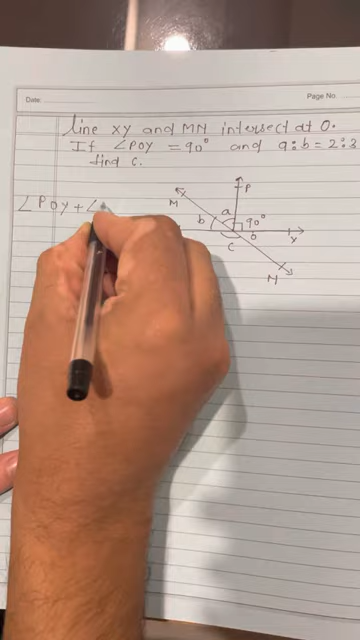 Date:
Page No.
line xy and MN intersect at O.
If ∠POY = 90° and a:b = 2:3
find c.
∠POY + ∠
P
M
a
b
90°
O
c
Y
N